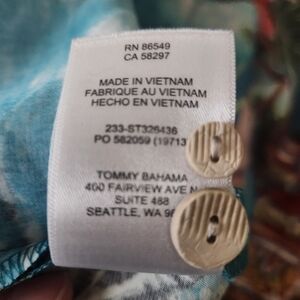 RN 86549
CA 58297
MADE IN VIETNAM
FABRIQUE AU VIETNAM
HECHO EN VIETNAM
233-ST326436
PO 582059 (19713
TOMMY BAHAMA
400 FAIRVIEW AVE N
SUITE 488
SEATTLE, WA